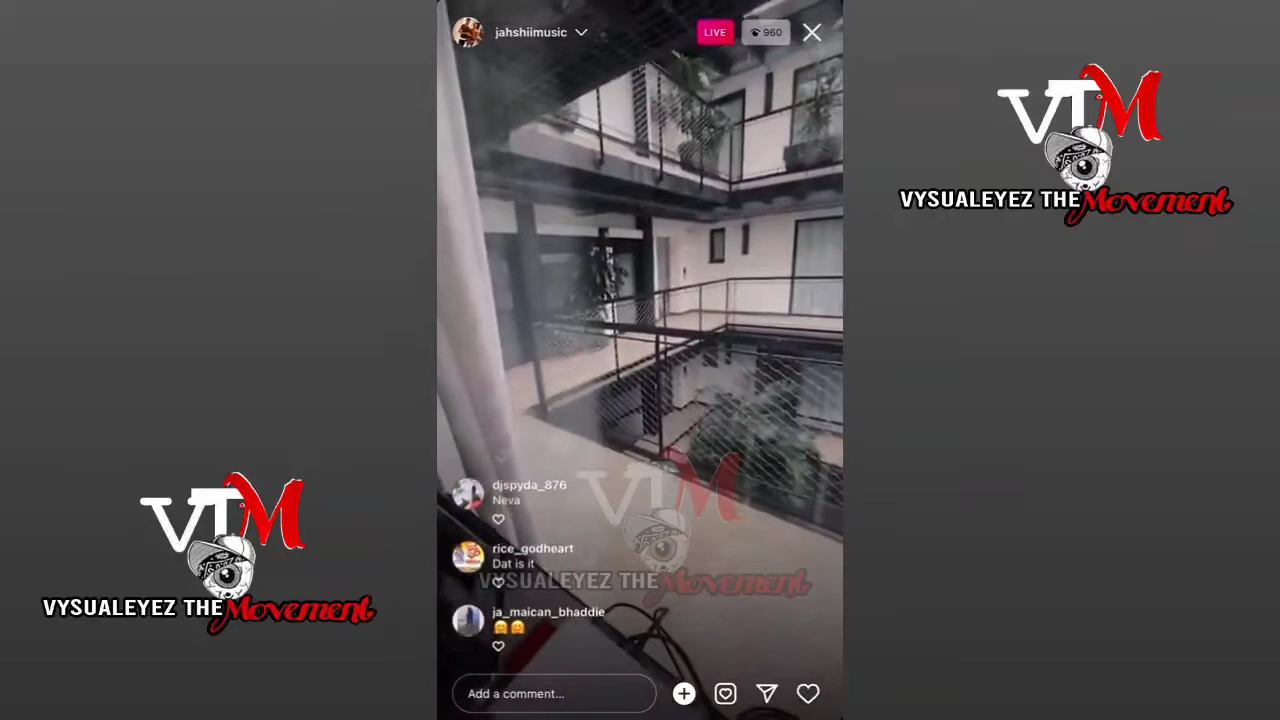 jahshiimusic
LIVE
960
VTM
VYSUALEYEZ THE Movement
djspyda_876
Neva
rice_godheart
Dat is it
ja_maican_bhaddie
🤗🤗
Add a comment...
VTM
VYSUALEYEZ THE Movement
VTM
VYSUALEYEZ THE Movement